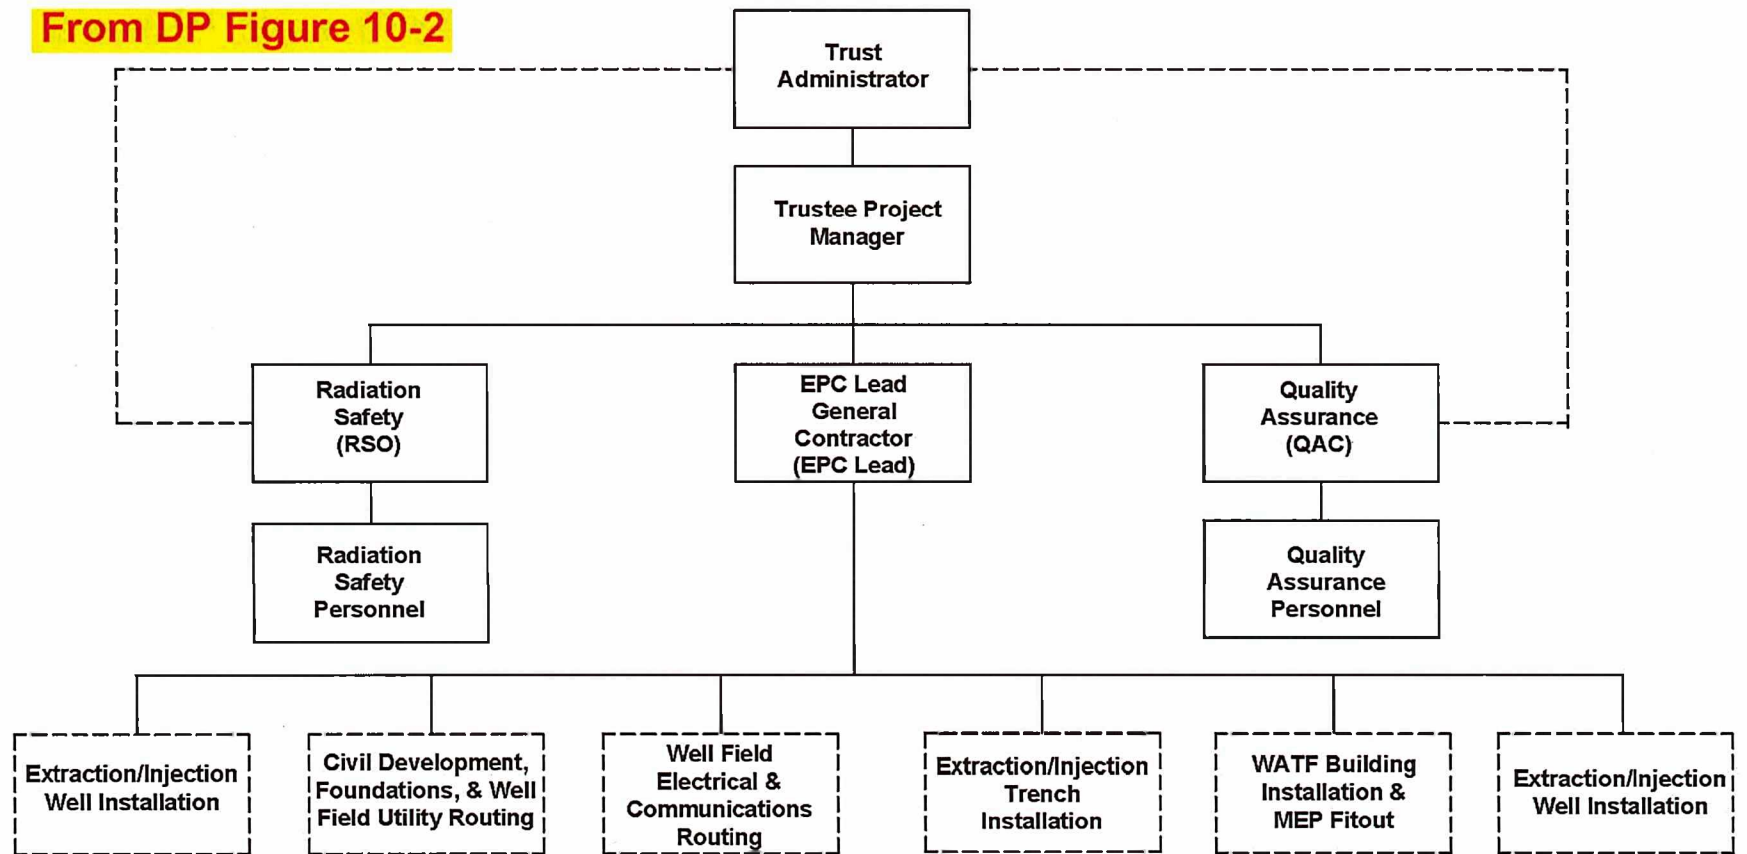 From DP Figure 10-2
Trust
Administrator
Trustee Project
Manager
Radiation
Safety
(RSO)
EPC Lead
General
Contractor
(EPC Lead)
Quality
Assurance
(QAC)
Radiation
Safety
Personnel
Quality
Assurance
Personnel
Extraction/Injection
Well Installation
Civil Development,
Foundations, & Well
Field Utility Routing
Well Field
Electrical &
Communications
Routing
Extraction/Injection
Trench
Installation
WATF Building
Installation &
MEP Fitout
Extraction/Injection
Well Installation